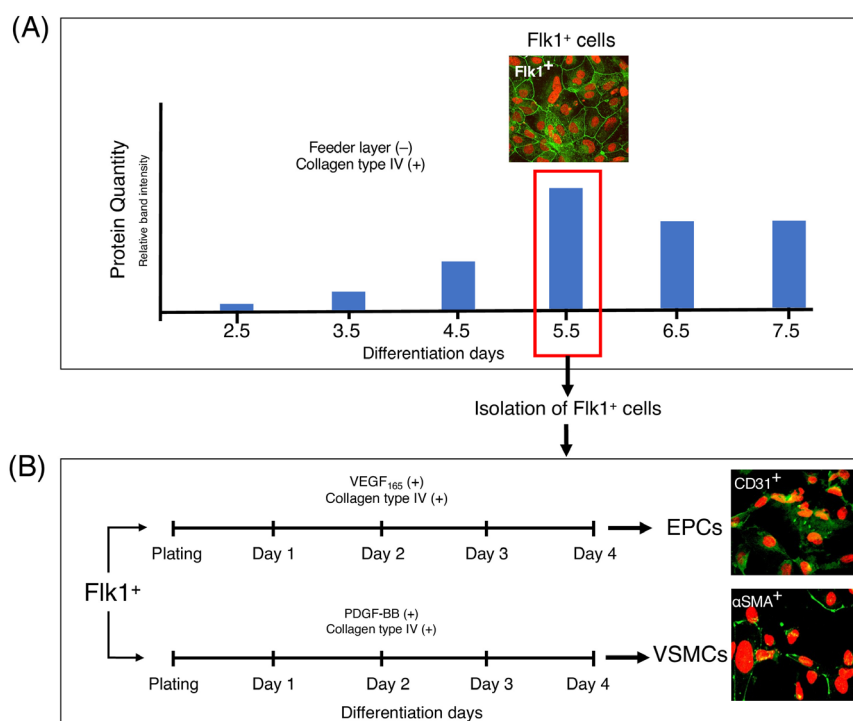 (A)
Flk1⁺ cells
Flk1⁺
Protein Quantity
Relative band intensity
Feeder layer (–)
Collagen type IV (+)
2.5 3.5 4.5 5.5 6.5 7.5
Differentiation days
Isolation of Flk1⁺ cells
(B)
VEGF₁₆₅ (+)
Collagen type IV (+)
CD31⁺
EPCs
Plating Day 1 Day 2 Day 3 Day 4
Flk1⁺
PDGF-BB (+)
Collagen type IV (+)
αSMA⁺
VSMCs
Plating Day 1 Day 2 Day 3 Day 4
Differentiation days